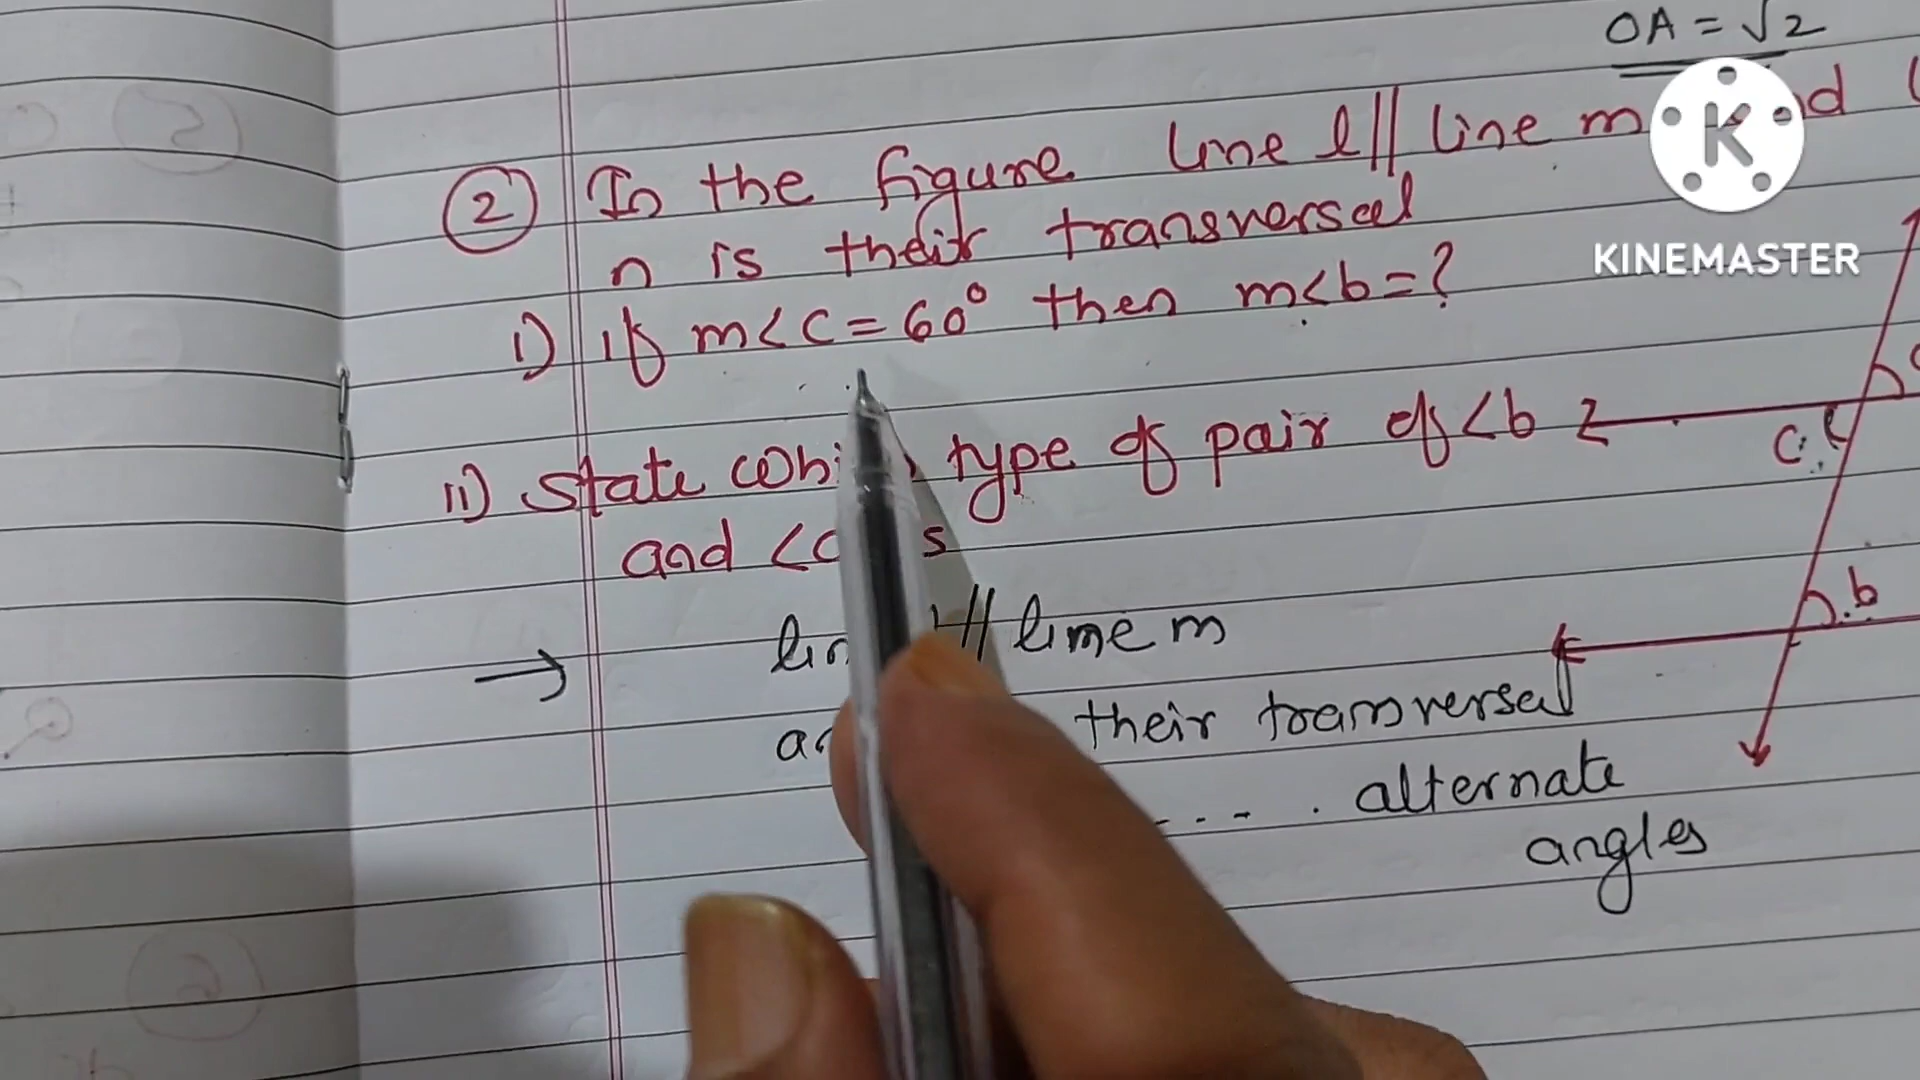 OA = √2
② In the figure line l || line m
n is their transversal
i) if m<c = 60° then m<b = ?
ii) State type of pair of <b
and <c s
line || line m
their transversal
- - - . alternate
angles
c
b
K
KINEMASTER